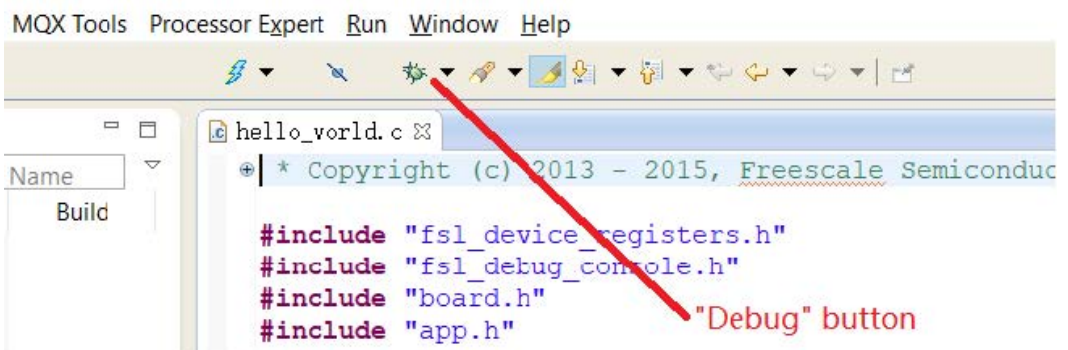 MQX Tools Processor Expert Run Window Help
hello_vorld.c
Name
* Copyright (c) 2013 - 2015, Freescale Semiconduc
Build
#include "fsl_device_registers.h"
#include "fsl_debug_console.h"
#include "board.h"
#include "app.h"
"Debug" button